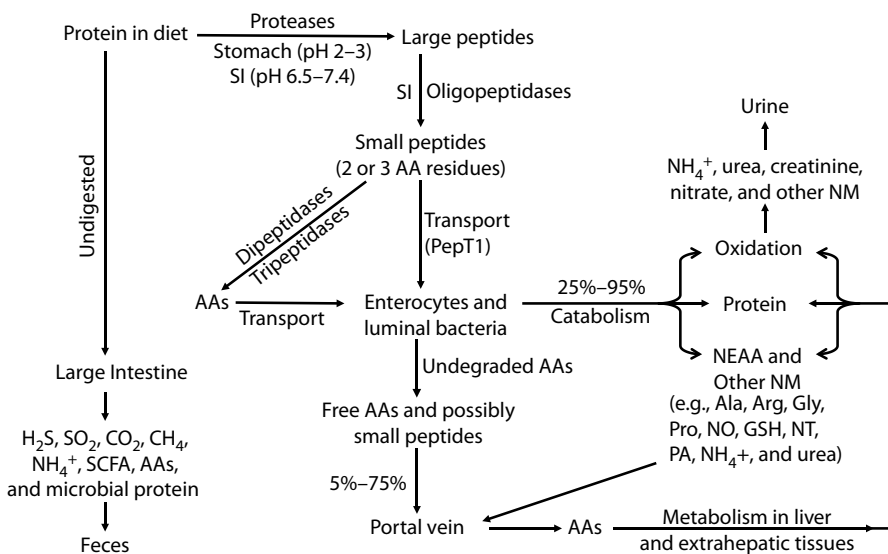 Protein in diet
Proteases
Stomach (pH 2–3)
SI (pH 6.5–7.4)
Large peptides
SI Oligopeptidases
Small peptides
(2 or 3 AA residues)
Undigested
Dipeptidases
Tripeptidases
Transport
(PepT1)
AAs
Transport
Enterocytes and
luminal bacteria
25%–95%
Catabolism
Urine
NH₄⁺, urea, creatinine,
nitrate, and other NM
Oxidation
Protein
NEAA and
Other NM
(e.g., Ala, Arg, Gly,
Pro, NO, GSH, NT,
PA, NH₄+, and urea)
Undegraded AAs
Free AAs and possibly
small peptides
5%–75%
Portal vein
AAs
Metabolism in liver
and extrahepatic tissues
Large Intestine
H₂S, SO₂, CO₂, CH₄,
NH₄⁺, SCFA, AAs,
and microbial protein
Feces